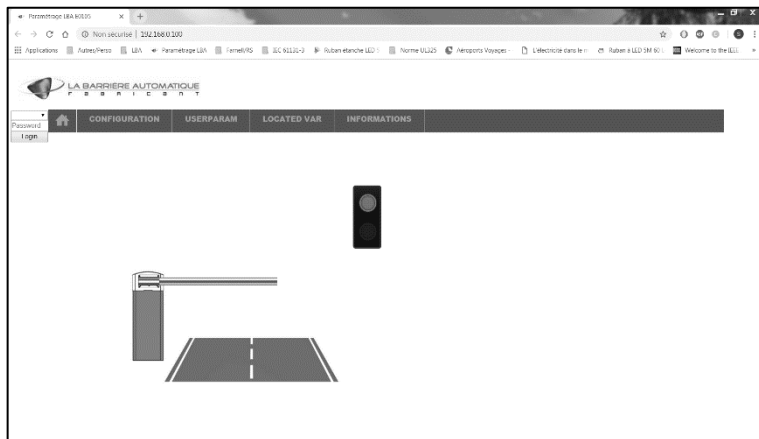 Paramétrage LBA 60105
Non sécurisé | 192.168.0.100
Applications Autres/Perso LBA Paramétrage LBA Farnell/RS IEC 61131-3 Ruban étanche LED Norme UL325 Aéroports Voyages - L'électricité dans le Ruban à LED 5M 60 Welcome to the IEEE
LA BARRIÈRE AUTOMATIQUE
FABRICANT
CONFIGURATION USERPARAM LOCATED VAR INFORMATIONS
Password
Login